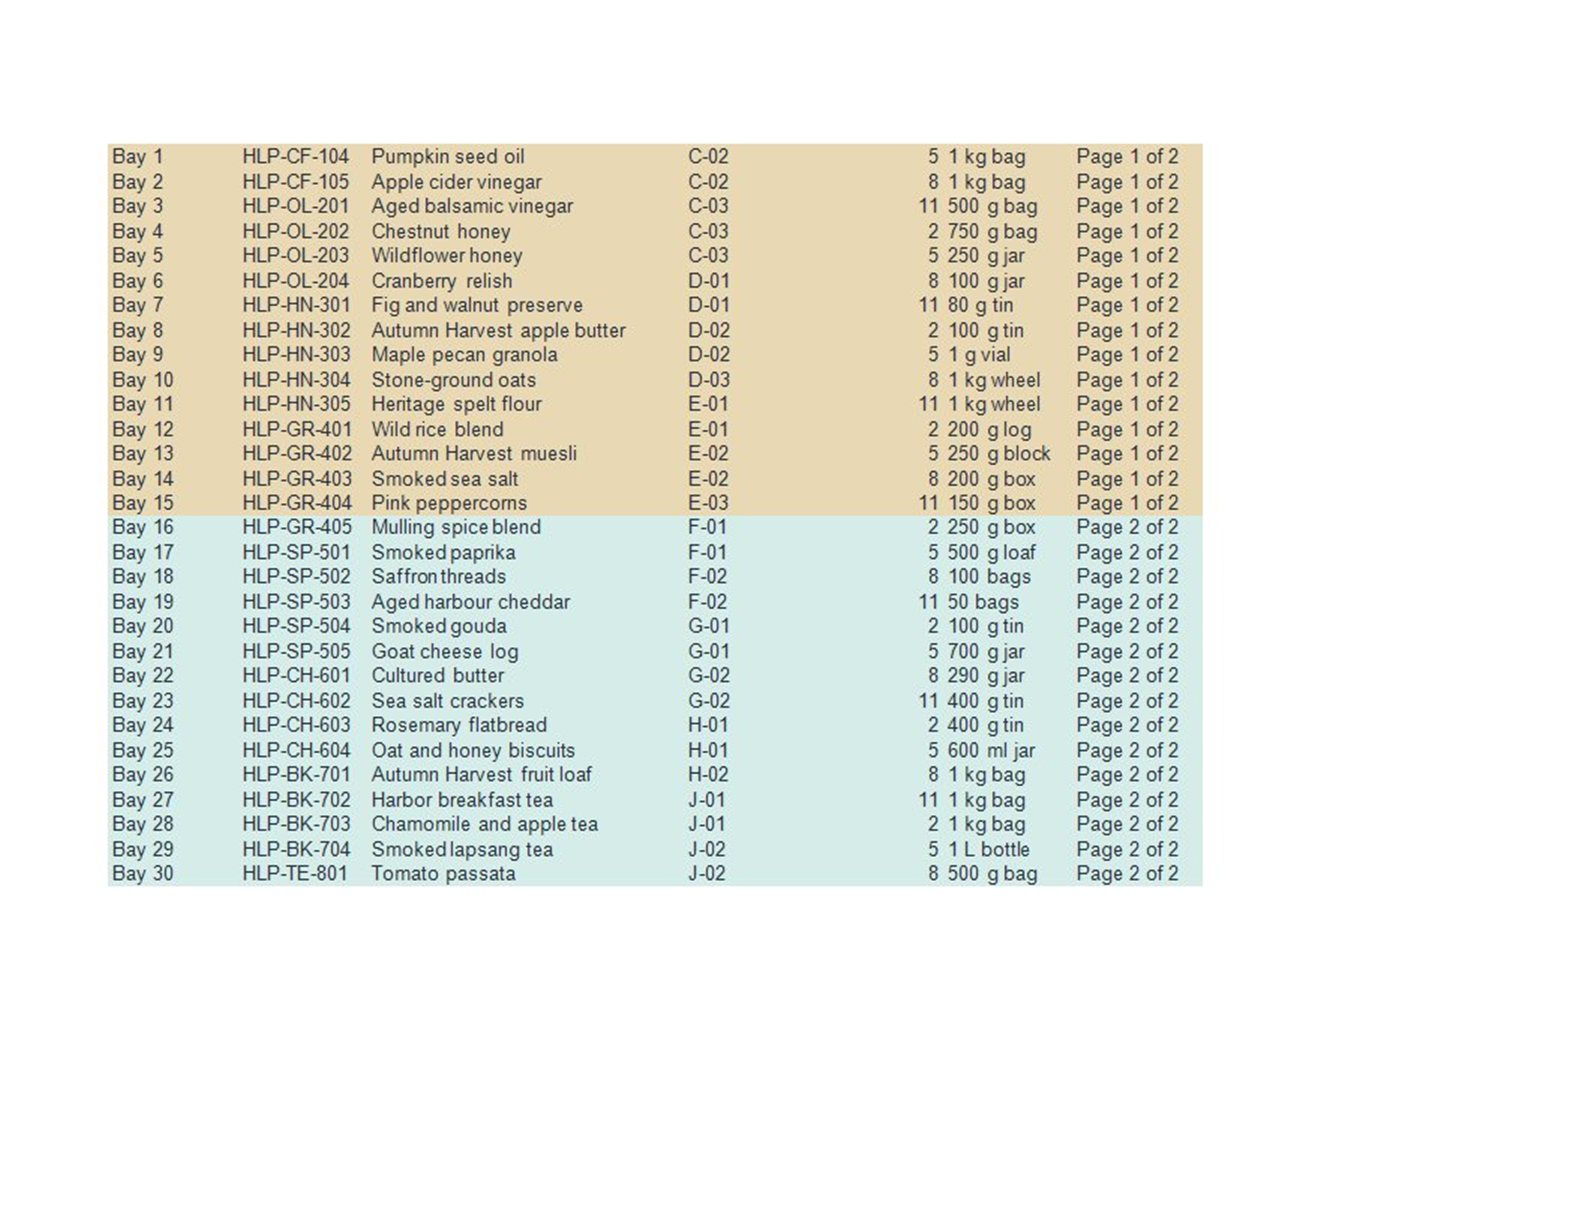 Bay 1 HLP-CF-104 Pumpkin seed oil C-02 5 1 kg bag Page 1 of 2
Bay 2 HLP-CF-105 Apple cider vinegar C-02 8 1 kg bag Page 1 of 2
Bay 3 HLP-OL-201 Aged balsamic vinegar C-03 11 500 g bag Page 1 of 2
Bay 4 HLP-OL-202 Chestnut honey C-03 2 750 g bag Page 1 of 2
Bay 5 HLP-OL-203 Wildflower honey C-03 5 250 g jar Page 1 of 2
Bay 6 HLP-OL-204 Cranberry relish D-01 8 100 g jar Page 1 of 2
Bay 7 HLP-HN-301 Fig and walnut preserve D-01 11 80 g tin Page 1 of 2
Bay 8 HLP-HN-302 Autumn Harvest apple butter D-02 2 100 g tin Page 1 of 2
Bay 9 HLP-HN-303 Maple pecan granola D-02 5 1 g vial Page 1 of 2
Bay 10 HLP-HN-304 Stone-ground oats D-03 8 1 kg wheel Page 1 of 2
Bay 11 HLP-HN-305 Heritage spelt flour E-01 11 1 kg wheel Page 1 of 2
Bay 12 HLP-GR-401 Wild rice blend E-01 2 200 g log Page 1 of 2
Bay 13 HLP-GR-402 Autumn Harvest muesli E-02 5 250 g block Page 1 of 2
Bay 14 HLP-GR-403 Smoked sea salt E-02 8 200 g box Page 1 of 2
Bay 15 HLP-GR-404 Pink peppercorns E-03 11 150 g box Page 1 of 2
Bay 16 HLP-GR-405 Mulling spice blend F-01 2 250 g box Page 2 of 2
Bay 17 HLP-SP-501 Smoked paprika F-01 5 500 g loaf Page 2 of 2
Bay 18 HLP-SP-502 Saffron threads F-02 8 100 bags Page 2 of 2
Bay 19 HLP-SP-503 Aged harbour cheddar F-02 11 50 bags Page 2 of 2
Bay 20 HLP-SP-504 Smoked gouda G-01 2 100 g tin Page 2 of 2
Bay 21 HLP-SP-505 Goat cheese log G-01 5 700 g jar Page 2 of 2
Bay 22 HLP-CH-601 Cultured butter G-02 8 290 g jar Page 2 of 2
Bay 23 HLP-CH-602 Sea salt crackers G-02 11 400 g tin Page 2 of 2
Bay 24 HLP-CH-603 Rosemary flatbread H-01 2 400 g tin Page 2 of 2
Bay 25 HLP-CH-604 Oat and honey biscuits H-01 5 600 ml jar Page 2 of 2
Bay 26 HLP-BK-701 Autumn Harvest fruit loaf H-02 8 1 kg bag Page 2 of 2
Bay 27 HLP-BK-702 Harbor breakfast tea J-01 11 1 kg bag Page 2 of 2
Bay 28 HLP-BK-703 Chamomile and apple tea J-01 2 1 kg bag Page 2 of 2
Bay 29 HLP-BK-704 Smoked lapsang tea J-02 5 1 L bottle Page 2 of 2
Bay 30 HLP-TE-801 Tomato passata J-02 8 500 g bag Page 2 of 2